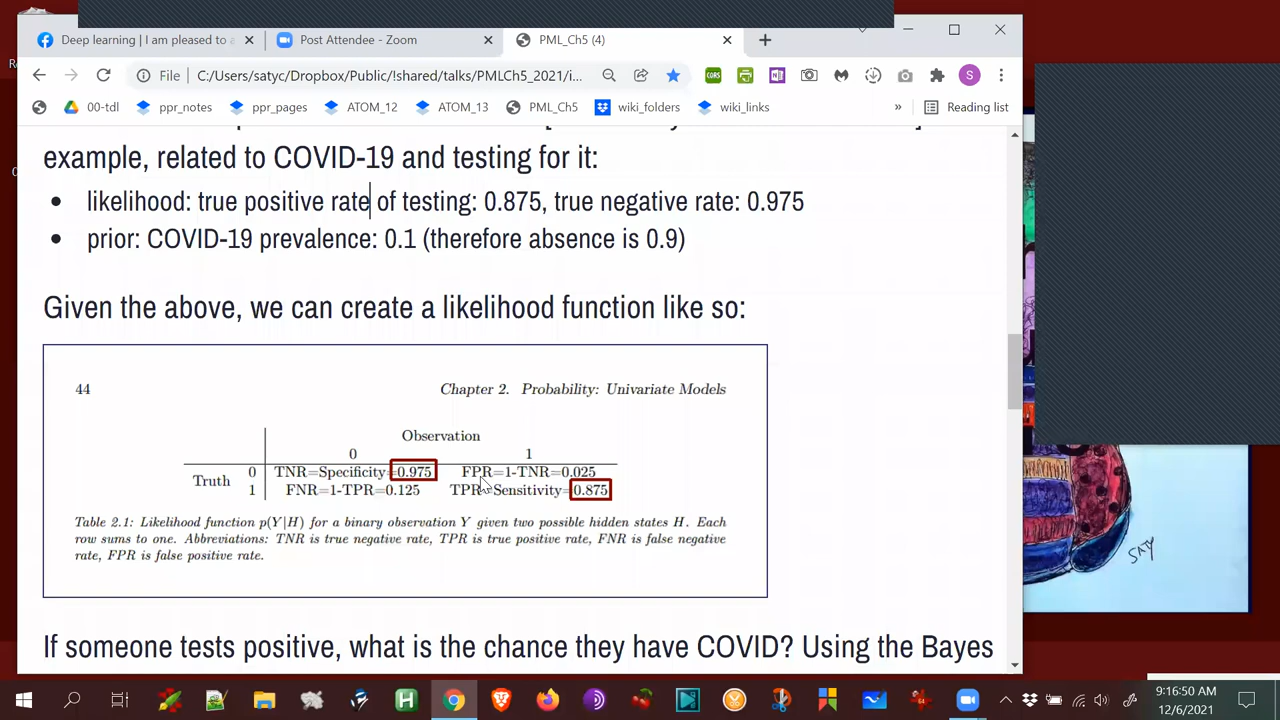 Deep learning | I am pleased to a
Post Attendee - Zoom
PML_Ch5 (4)
File
C:/Users/satyc/Dropbox/Public/!shared/talks/PMLCh5_2021/i...
CORS
S
00-tdl
ppr_notes
ppr_pages
ATOM_12
ATOM_13
PML_Ch5
wiki_folders
wiki_links
»
Reading list
example, related to COVID-19 and testing for it:
• likelihood: true positive rate of testing: 0.875, true negative rate: 0.975
• prior: COVID-19 prevalence: 0.1 (therefore absence is 0.9)
Given the above, we can create a likelihood function like so:
44 Chapter 2. Probability: Univariate Models
Observation
0 1
Truth 0 TNR=Specificity=0.975 FPR=1-TNR=0.025
1 FNR=1-TPR=0.125 TPR=Sensitivity=0.875
Table 2.1: Likelihood function p(Y|H) for a binary observation Y given two possible hidden states H. Each
row sums to one. Abbreviations: TNR is true negative rate, TPR is true positive rate, FNR is false negative
rate, FPR is false positive rate.
SATY
If someone tests positive, what is the chance they have COVID? Using the Bayes
9:16:50 AM
12/6/2021